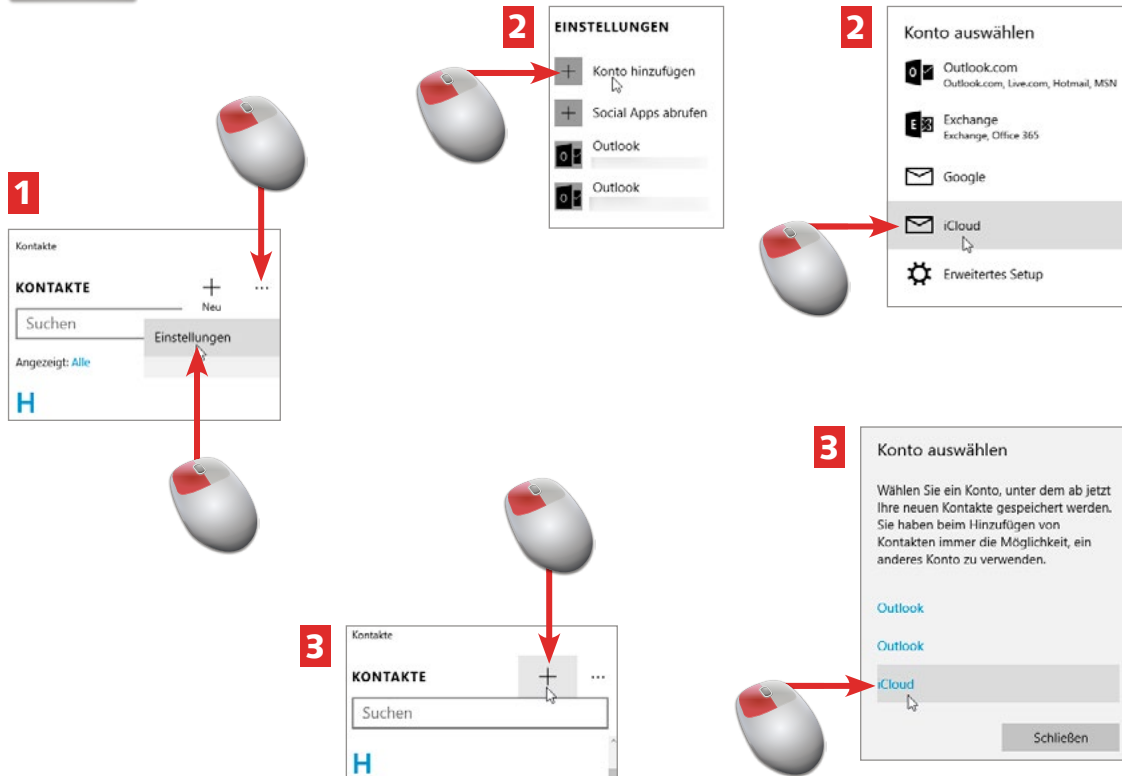 1
Kontakte
KONTAKTE
Neu
Suchen
Einstellungen
Angezeigt: Alle
H
2
EINSTELLUNGEN
Konto hinzufügen
Social Apps abrufen
Outlook
Outlook
2
Konto auswählen
Outlook.com
Outlook.com, Live.com, Hotmail, MSN
Exchange
Exchange, Office 365
Google
iCloud
Erweitertes Setup
3
Kontakte
KONTAKTE
Suchen
H
3
Konto auswählen
Wählen Sie ein Konto, unter dem ab jetzt
Ihre neuen Kontakte gespeichert werden.
Sie haben beim Hinzufügen von
Kontakten immer die Möglichkeit, ein
anderes Konto zu verwenden.
Outlook
Outlook
iCloud
Schließen